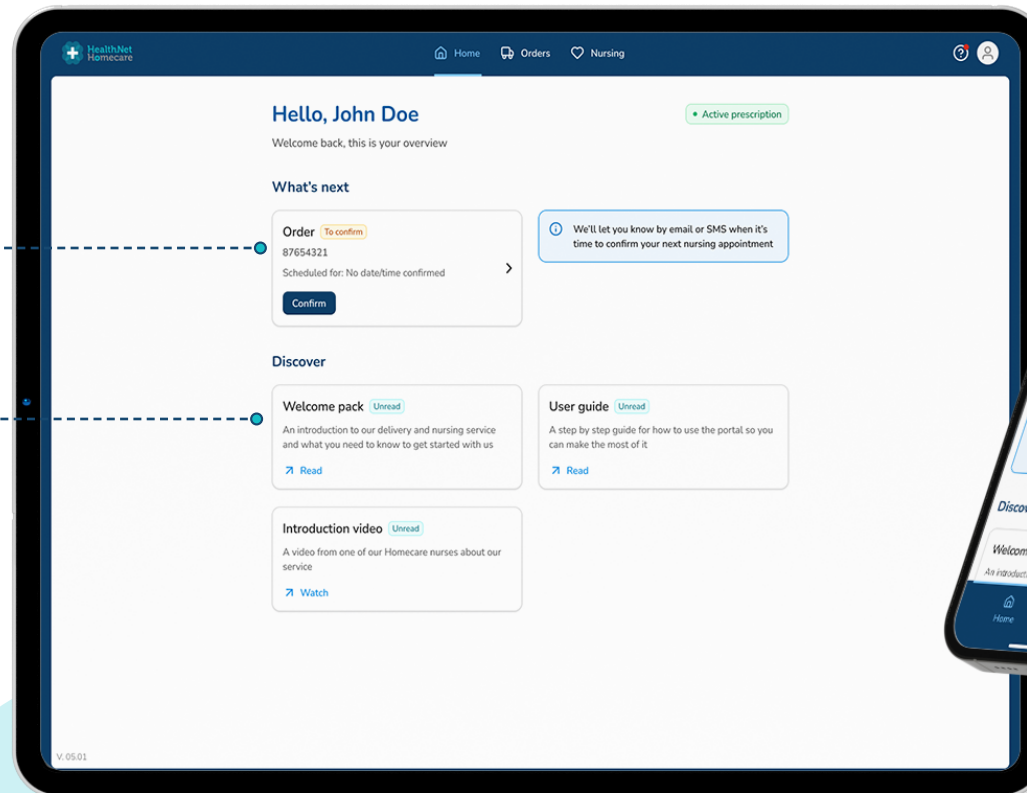 HealthNet
Homecare
Home
Orders
Nursing
Hello, John Doe
Active prescription
Welcome back, this is your overview
What's next
Order
To confirm
87654321
Scheduled for: No date/time confirmed
Confirm
We'll let you know by email or SMS when it's
time to confirm your next nursing appointment
Discover
Welcome pack
Unread
An introduction to our delivery and nursing service
and what you need to know to get started with us
Read
User guide
Unread
A step by step guide for how to use the portal so you
can make the most of it
Read
Introduction video
Unread
A video from one of our Homecare nurses about our
service
Watch
V. 05.01
Home